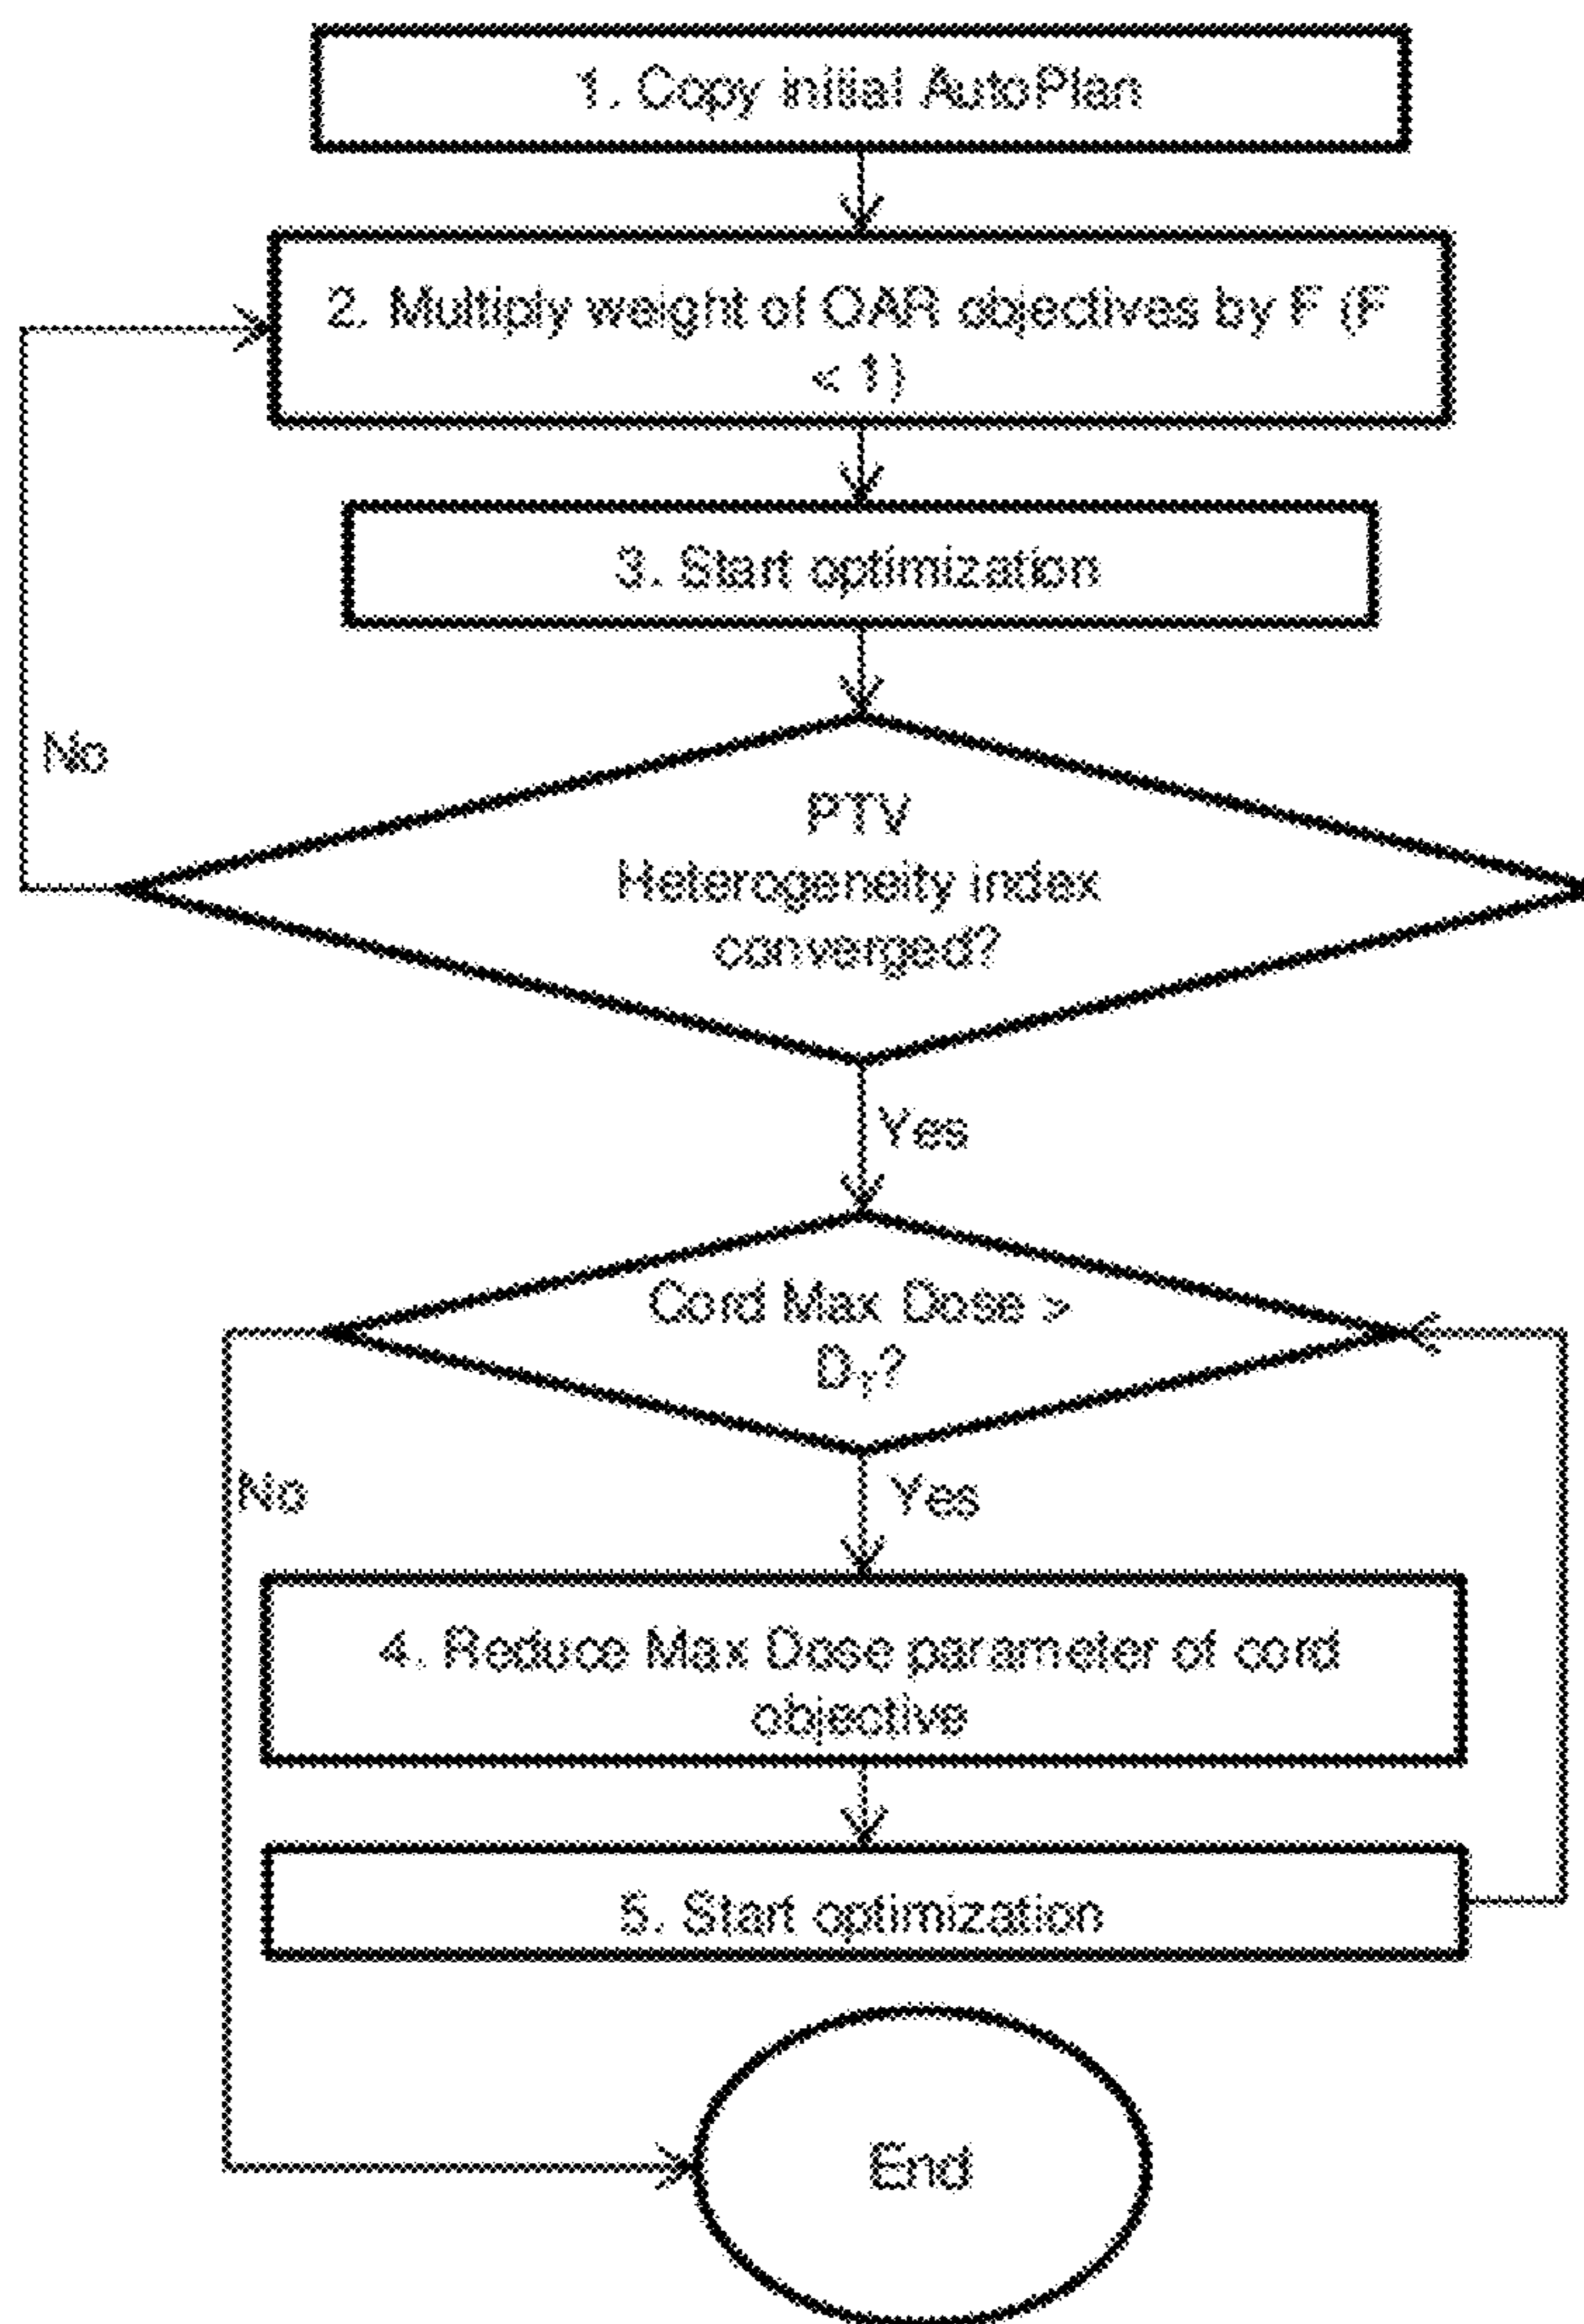 1. Copy initial AutoPlan
2. Multiply weight of OAR objectives by F (F
< 1)
3. Start optimization
No
PTV
Heterogeneity index
converged?
Yes
Cord Max Dose >
D_T?
No
Yes
4. Reduce Max Dose parameter of cord
objective
5. Start optimization
End